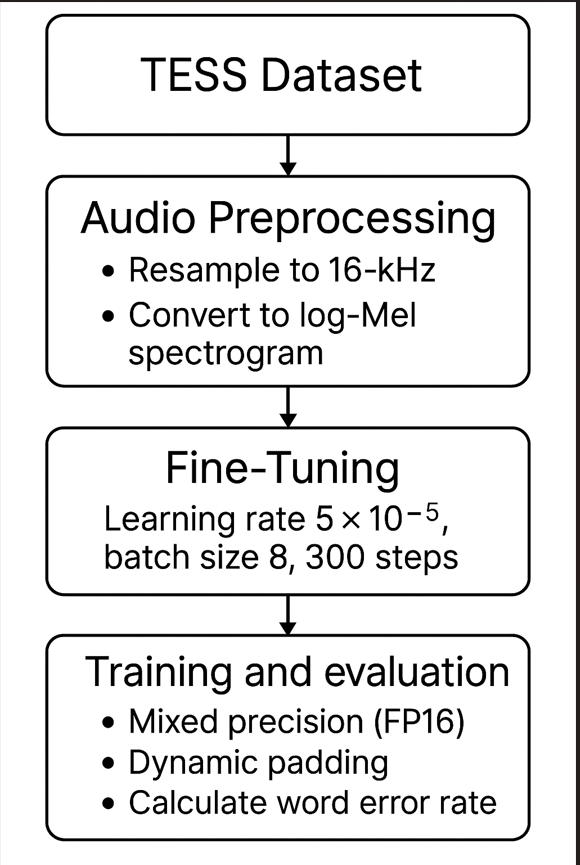 TESS Dataset
Audio Preprocessing
• Resample to 16-kHz
• Convert to log-Mel
spectrogram
Fine-Tuning
Learning rate 5 × 10⁻⁵,
batch size 8, 300 steps
Training and evaluation
• Mixed precision (FP16)
• Dynamic padding
• Calculate word error rate